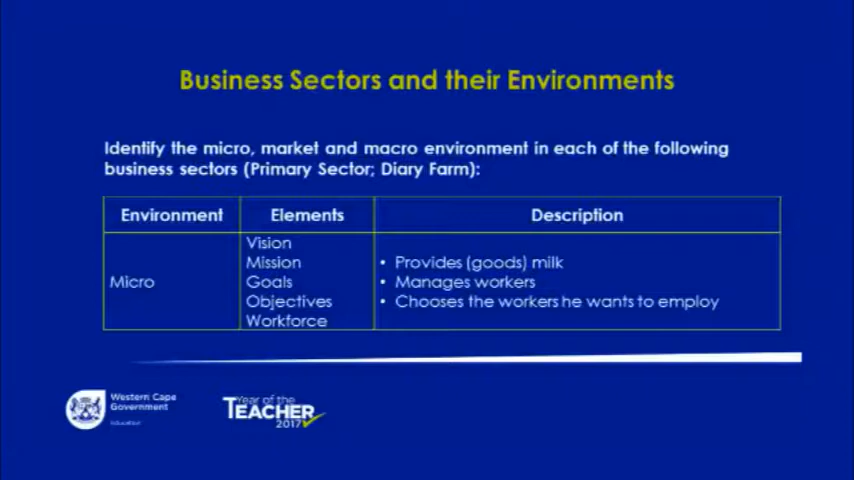 Business Sectors and their Environments
Identify the micro, market and macro environment in each of the following
business sectors (Primary Sector; Diary Farm):
Environment Elements Description
Micro
Vision
Mission
Goals
Objectives
Workforce
• Provides (goods) milk
• Manages workers
• Chooses the workers he wants to employ
Western Cape
Government
Education
Year of the
TEACHER
2017